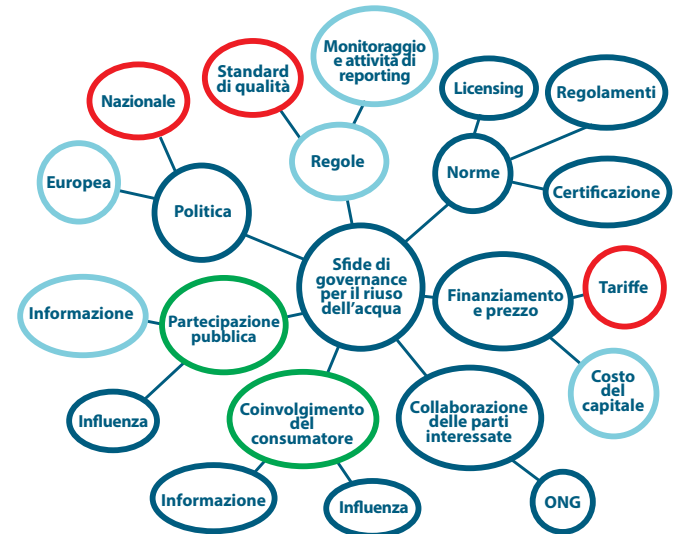 Monitoraggio
e attività di
reporting
Standard
di qualità
Nazionale
Licensing
Regolamenti
Regole
Norme
Europea
Politica
Certificazione
Sfide di
governance
per il riuso
dell'acqua
Finanziamento
e prezzo
Tariffe
Informazione
Partecipazione
pubblica
Costo
del
capitale
Influenza
Coinvolgimento
del
consumatore
Collaborazione
delle parti
interessate
Informazione
Influenza
ONG